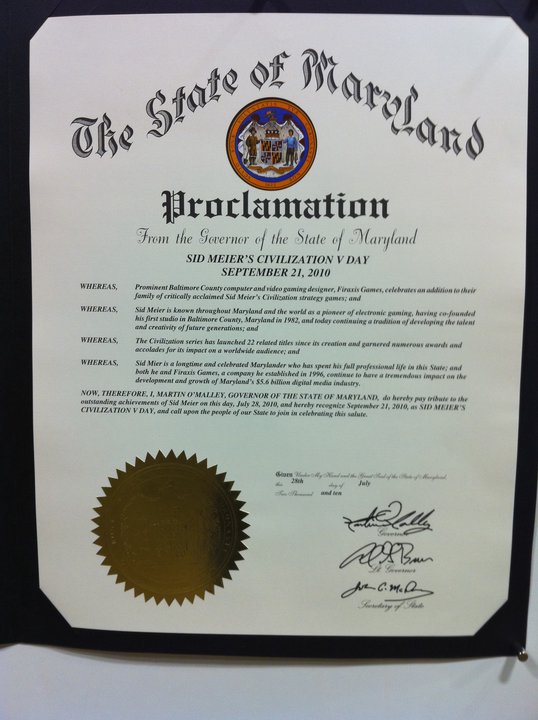 The State of Maryland
Proclamation
From the Governor of the State of Maryland
SID MEIER'S CIVILIZATION V DAY
SEPTEMBER 21, 2010
WHEREAS, Prominent Baltimore County computer and video gaming designer, Firaxis Games, celebrates an addition to their
family of critically acclaimed Sid Meier's Civilization strategy games; and
WHEREAS, Sid Meier is known throughout Maryland and the world as a pioneer of electronic gaming, having co-founded
his first studio in Baltimore County, Maryland in 1982, and today continuing a tradition of developing the talent
and creativity of future generations; and
WHEREAS, The Civilization series has launched 22 related titles since its creation and garnered numerous awards and
accolades for its impact on a worldwide audience; and
WHEREAS, Sid Mier is a longtime and celebrated Marylander who has spent his full professional life in this State; and
both he and Firaxis Games, a company he established in 1996, continue to have a tremendous impact on the
development and growth of Maryland's $5.6 billion digital media industry.
NOW, THEREFORE, I, MARTIN O'MALLEY, GOVERNOR OF THE STATE OF MARYLAND, do hereby pay tribute to the
outstanding achievements of Sid Meier on this day, July 28, 2010, and hereby recognize September 21, 2010, as SID MEIER'S
CIVILIZATION V DAY, and call upon the people of our State to join in celebrating this salute.
Given Under My Hand and the Great Seal of the State of Maryland,
this 28th day of July
Two Thousand and ten
Governor
Lt. Governor
Secretary of State